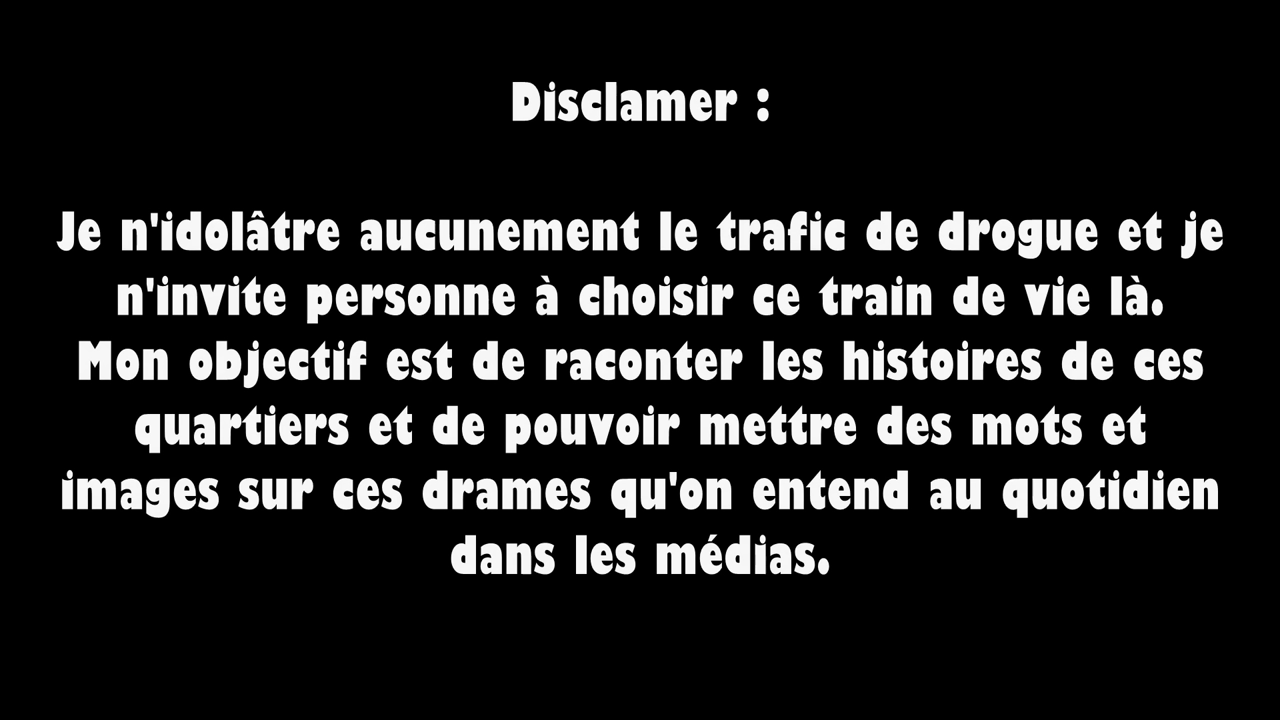 Disclamer :
Je n'idolâtre aucunement le trafic de drogue et je
n'invite personne à choisir ce train de vie là.
Mon objectif est de raconter les histoires de ces
quartiers et de pouvoir mettre des mots et
images sur ces drames qu'on entend au quotidien
dans les médias.